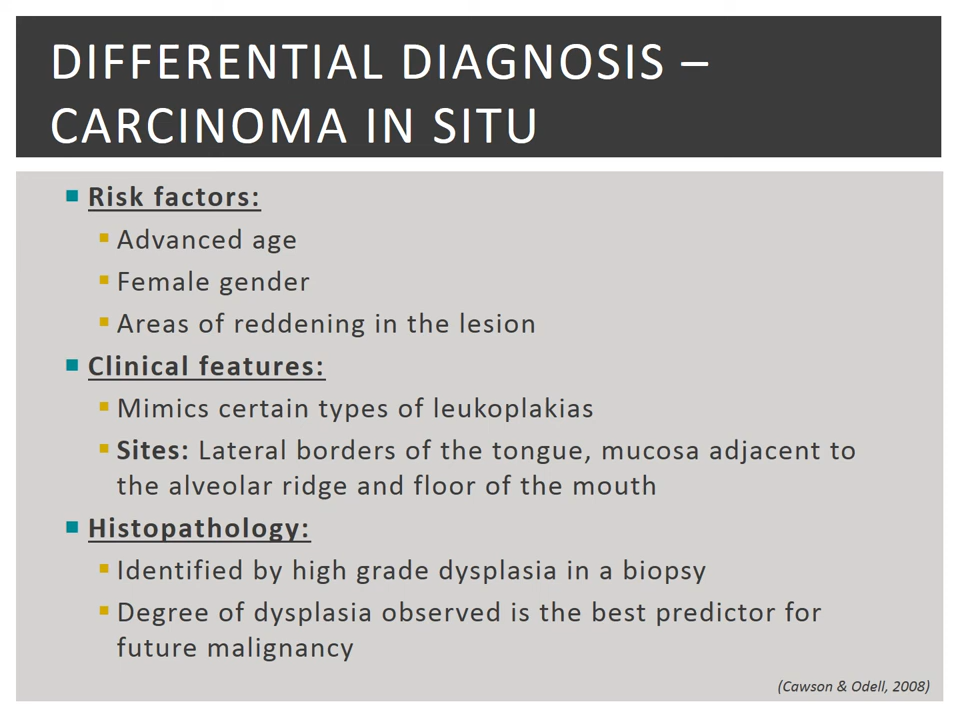 DIFFERENTIAL DIAGNOSIS –
CARCINOMA IN SITU
Risk factors:
Advanced age
Female gender
Areas of reddening in the lesion
Clinical features:
Mimics certain types of leukoplakias
Sites: Lateral borders of the tongue, mucosa adjacent to
the alveolar ridge and floor of the mouth
Histopathology:
Identified by high grade dysplasia in a biopsy
Degree of dysplasia observed is the best predictor for
future malignancy
(Cawson & Odell, 2008)